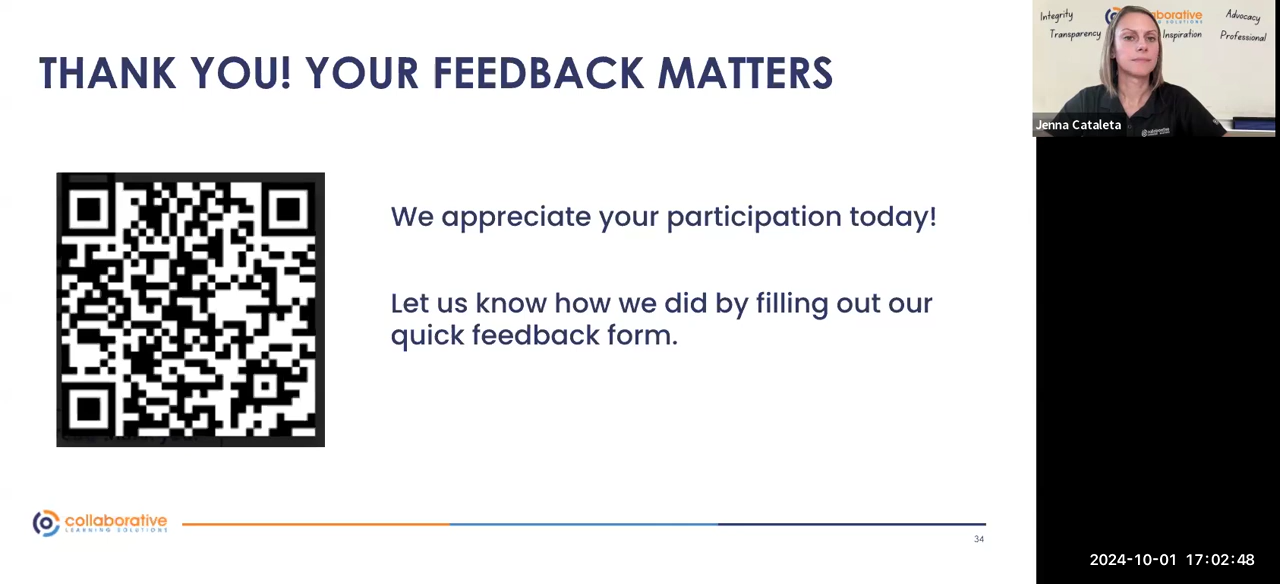 THANK YOU! YOUR FEEDBACK MATTERS
We appreciate your participation today!
Let us know how we did by filling out our
quick feedback form.
collaborative
LEARNING SOLUTIONS
34
Integrity
Transparency
Inspiration
Advocacy
Professional
Jenna Cataleta
2024-10-01 17:02:48